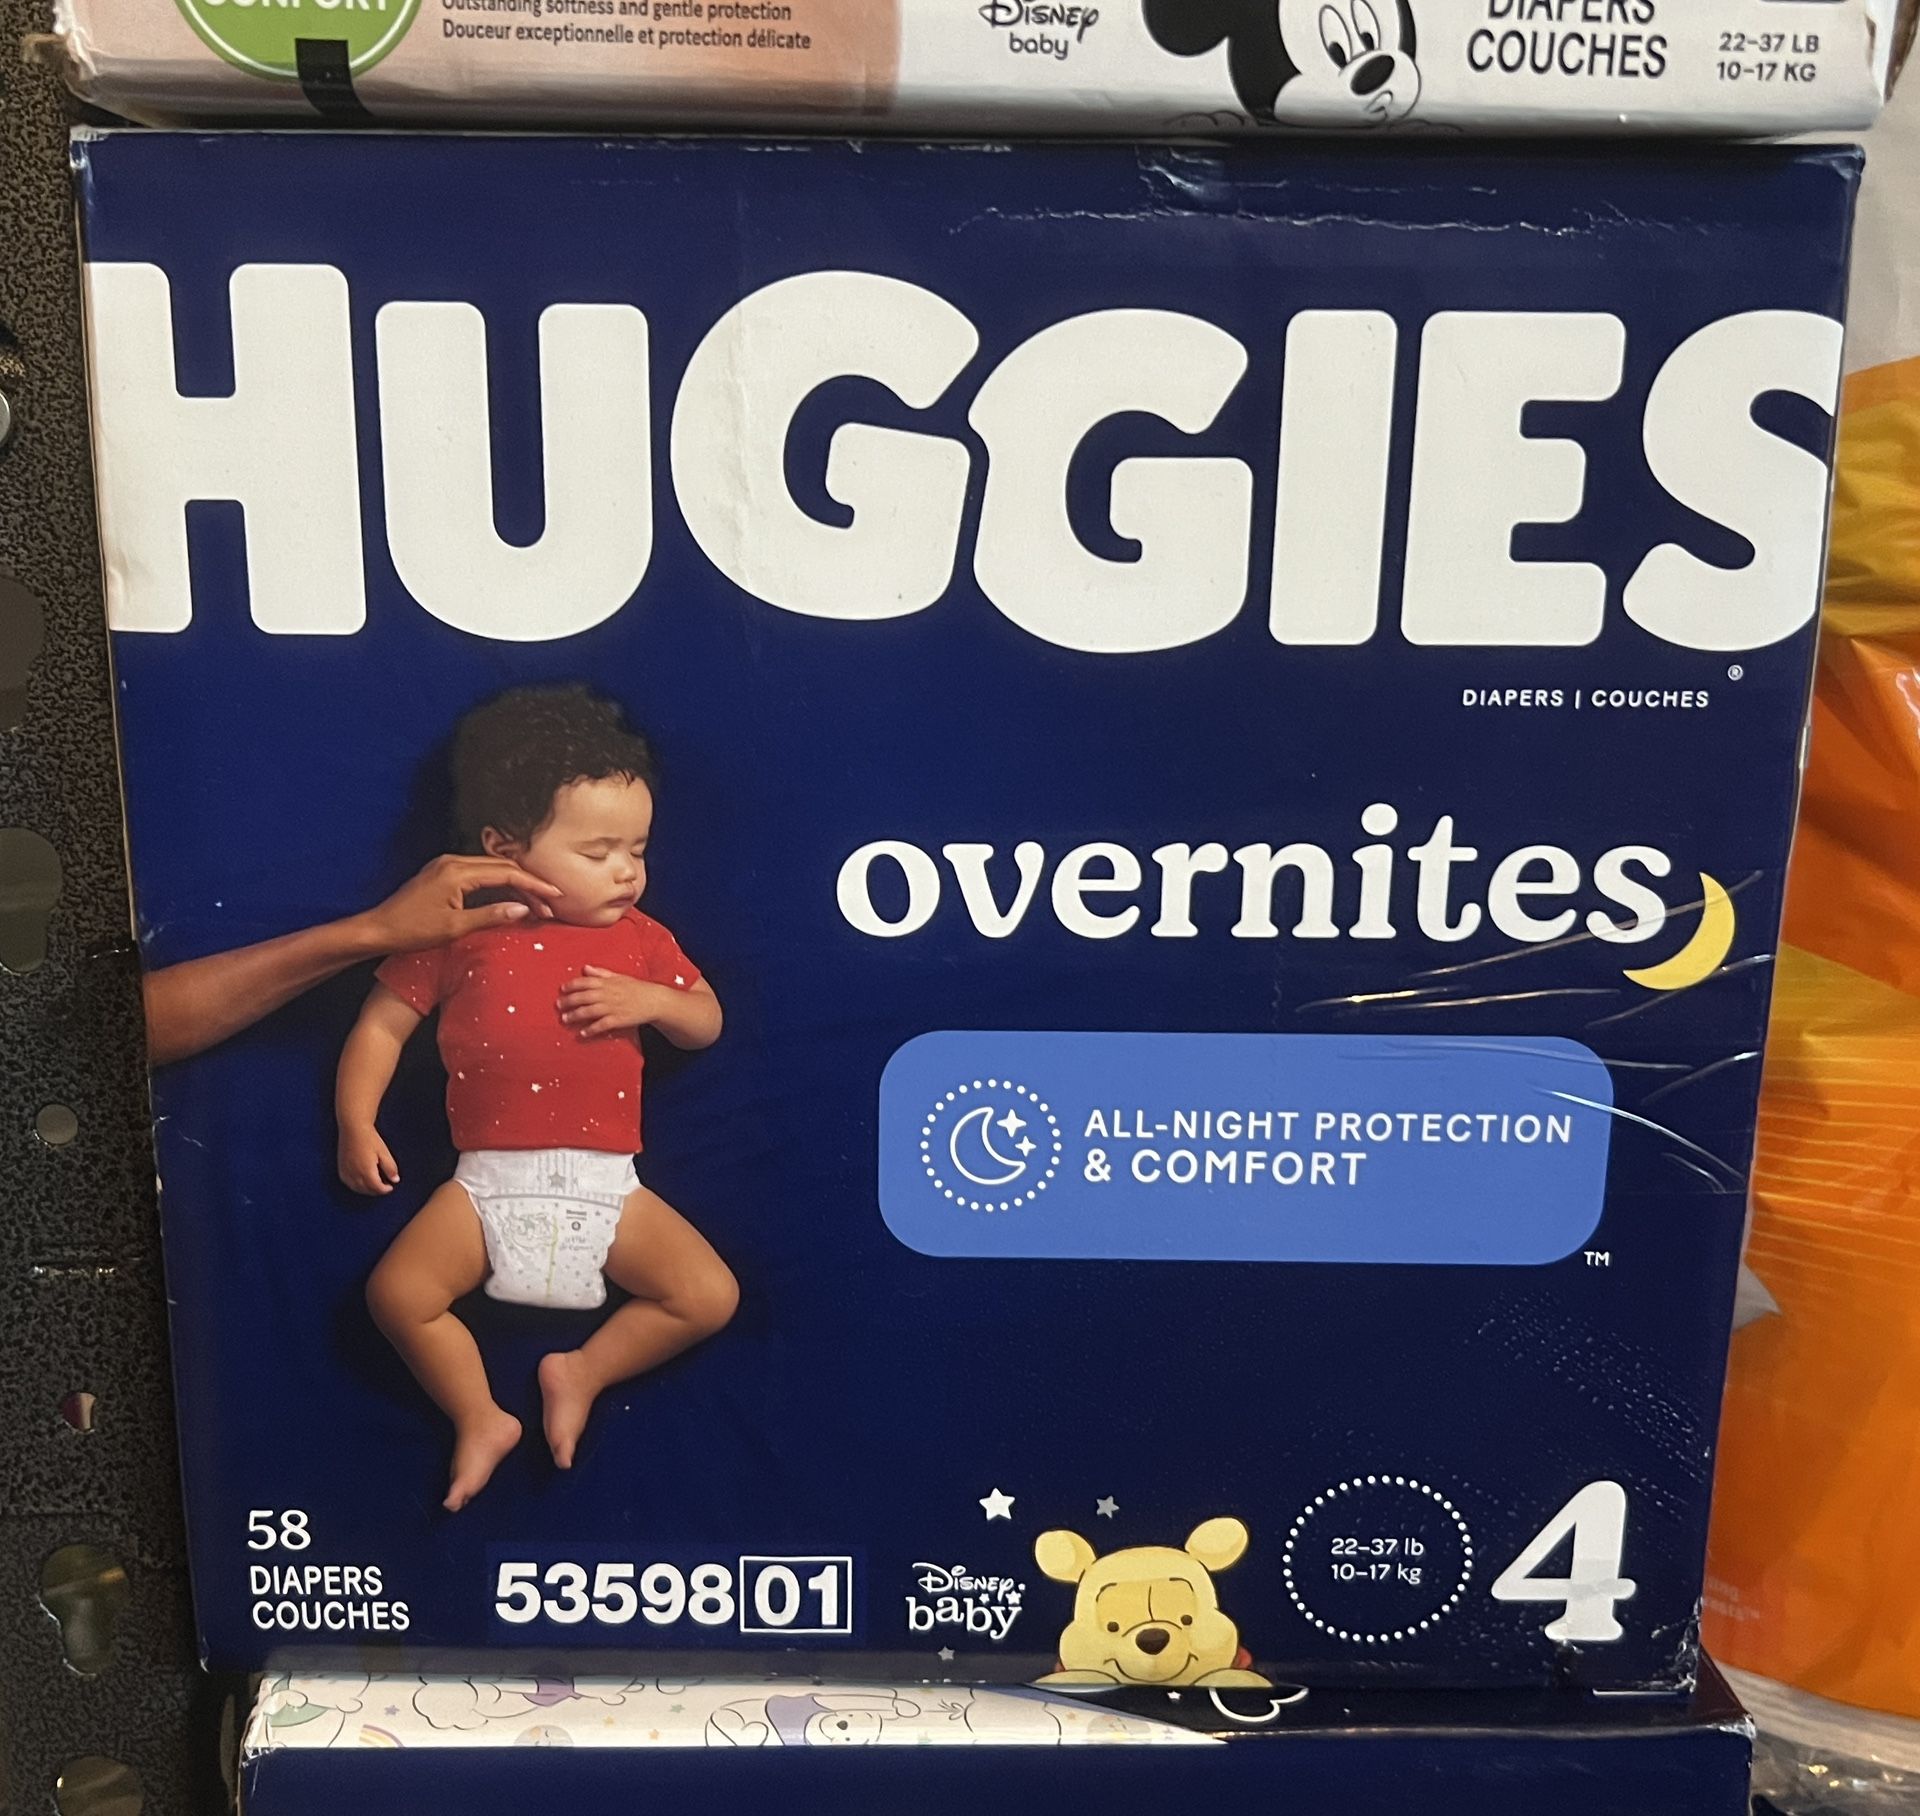 Outstanding softness and gentle protection
Douceur exceptionnelle et protection délicate
Disney
baby
DIAPERS
COUCHES
22-37 LB
10-17 KG
HUGGIES
®
DIAPERS | COUCHES
overnites
ALL-NIGHT PROTECTION
& COMFORT
TM
58
DIAPERS
COUCHES
53598 01
Disney
baby
22-37 lb
10-17 kg
4